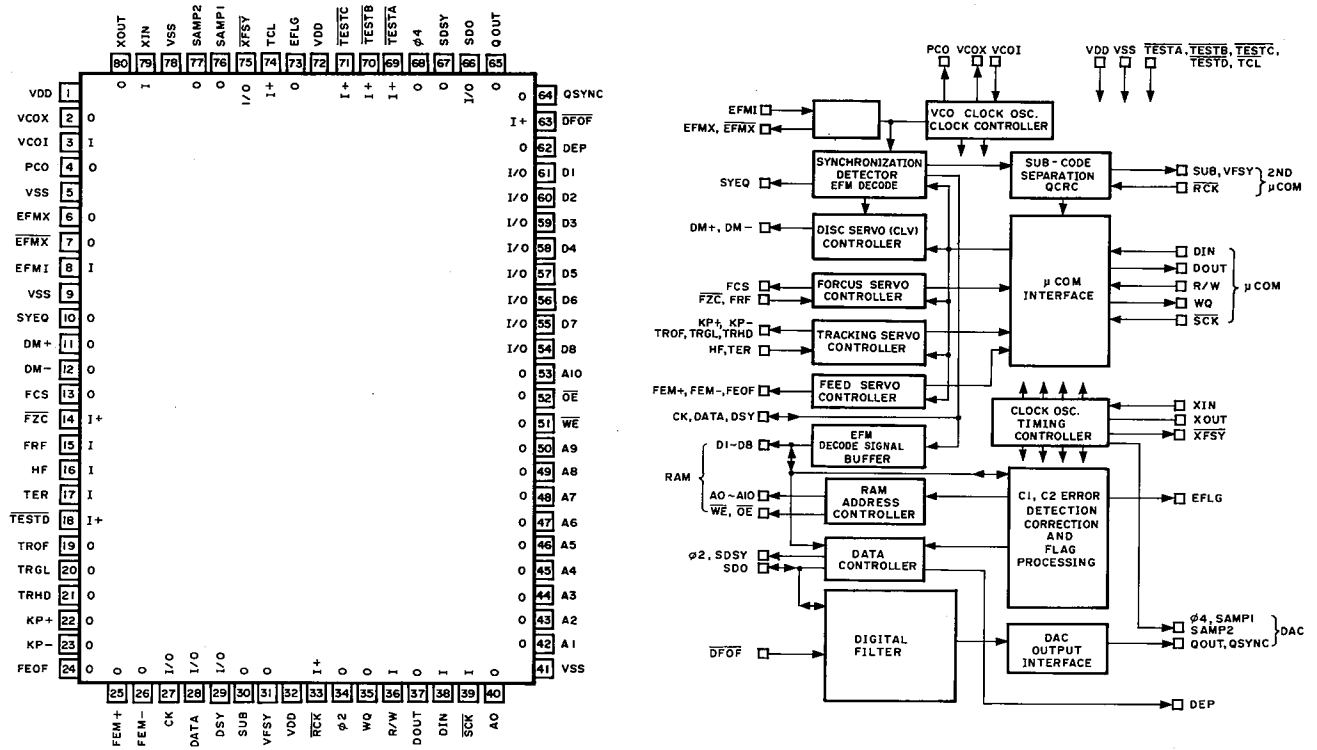 XOUT XIN VSS SAMP2 SAMP1 XFSY TCL EFLG VDD TESTC TESTB TESTA φ4 SDSY SDO QOUT
80 79 78 77 76 75 74 73 72 71 70 69 68 67 66 65
O I O O I/O I+ O I+ I+ I+ O O I/O O
VDD 1
VCOX 2 O
VCOI 3 I
PCO 4 O
VSS 5
EFMX 6 O
EFMX 7 O
EFMI 8 I
VSS 9
SYEQ 10 O
DM+ 11 O
DM- 12 O
FCS 13 O
FZC 14 I+
FRF 15 I
HF 16 I
TER 17 I
TESTD 18 I+
TROF 19 O
TRGL 20 O
TRHD 21 O
KP+ 22 O
KP- 23 O
FEOF 24 O
O 64 QSYNC
I+ 63 DFOF
O 62 DEP
I/O 61 D1
I/O 60 D2
I/O 59 D3
I/O 58 D4
I/O 57 D5
I/O 56 D6
I/O 55 D7
I/O 54 D8
O 53 A10
O 52 OE
O 51 WE
O 50 A9
O 49 A8
O 48 A7
O 47 A6
O 46 A5
O 45 A4
O 44 A3
O 43 A2
O 42 A1
41 VSS
O O I/O I/O I/O O O I+ O O I O I I O
25 26 27 28 29 30 31 32 33 34 35 36 37 38 39 40
FEM+ FEM- CK DATA DSY SUB VFSY VDD RCK φ2 WQ R/W DOUT DIN SCK A0
PCO VCOX VCOI
VDD VSS TESTA, TESTB, TESTC,
TESTD, TCL
EFMI
EFMX, EFMX
VCO CLOCK OSC.
CLOCK CONTROLLER
SYNCHRONIZATION
DETECTOR
EFM DECODE
SYEQ
SUB-CODE
SEPARATION
QCRC
SUB, VFSY
RCK
2ND
μCOM
DM+, DM-
DISC SERVO (CLV)
CONTROLLER
FCS
FZC, FRF
FORCUS SERVO
CONTROLLER
KP+, KP-
TROF, TRGL, TRHD
HF, TER
TRACKING SERVO
CONTROLLER
FEM+, FEM-, FEOF
FEED SERVO
CONTROLLER
μCOM
INTERFACE
DIN
DOUT
R/W
WQ
SCK
μCOM
CK, DATA, DSY
CLOCK OSC.
TIMING
CONTROLLER
XIN
XOUT
XFSY
D1~D8
EFM
DECODE SIGNAL
BUFFER
RAM
A0~A10
WE, OE
RAM
ADDRESS
CONTROLLER
C1, C2 ERROR
DETECTION
CORRECTION
AND
FLAG
PROCESSING
EFLG
φ2, SDSY
SDO
DATA
CONTROLLER
DFOF
DIGITAL
FILTER
DAC
OUTPUT
INTERFACE
φ4, SAMP1
SAMP2
QOUT, QSYNC
DAC
DEP